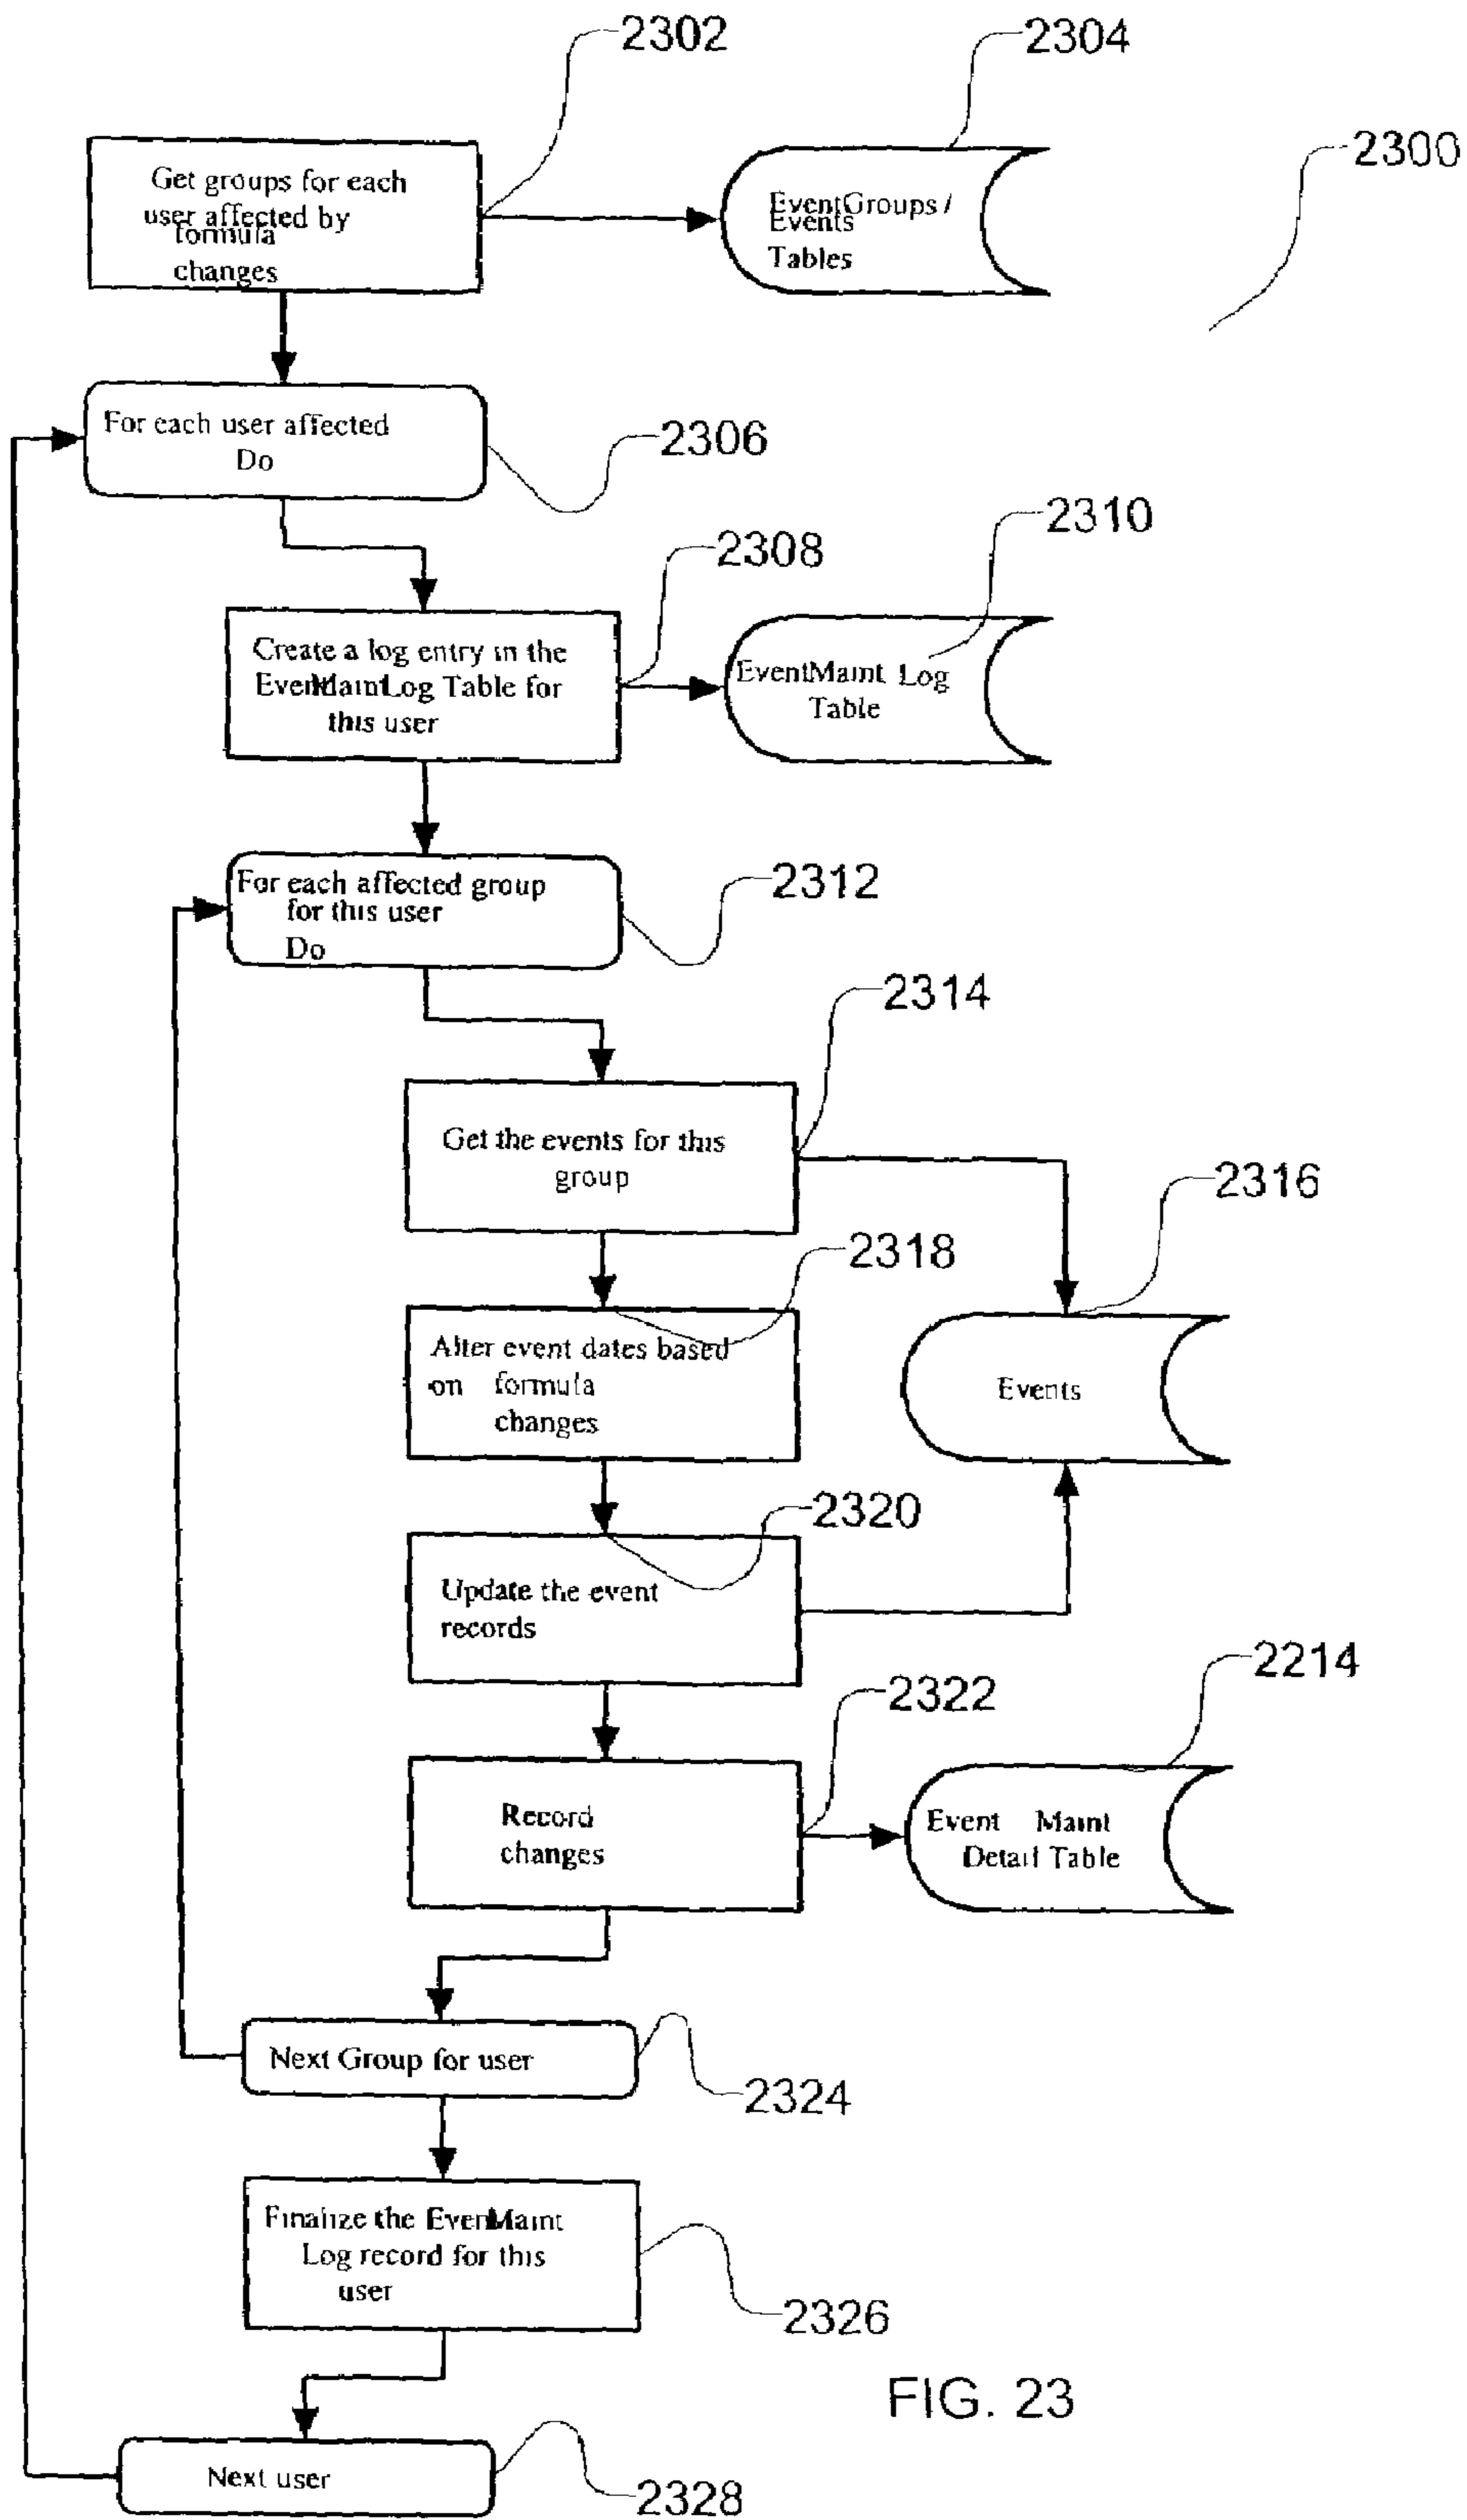 2302
2304
2300
Get groups for each
user affected by
formula
changes
EventGroups /
Events
Tables
For each user affected
Do
2306
2308
2310
Create a log entry in the
EventMaintLog Table for
this user
EventMaint Log
Table
For each affected group
for this user
Do
2312
2314
Get the events for this
group
2316
2318
Alter event dates based
on formula
changes
Events
2320
Update the event
records
2214
2322
Record
changes
Event Maint
Detail Table
Next Group for user
2324
Finalize the EventMaint
Log record for this
user
2326
FIG. 23
Next user
2328